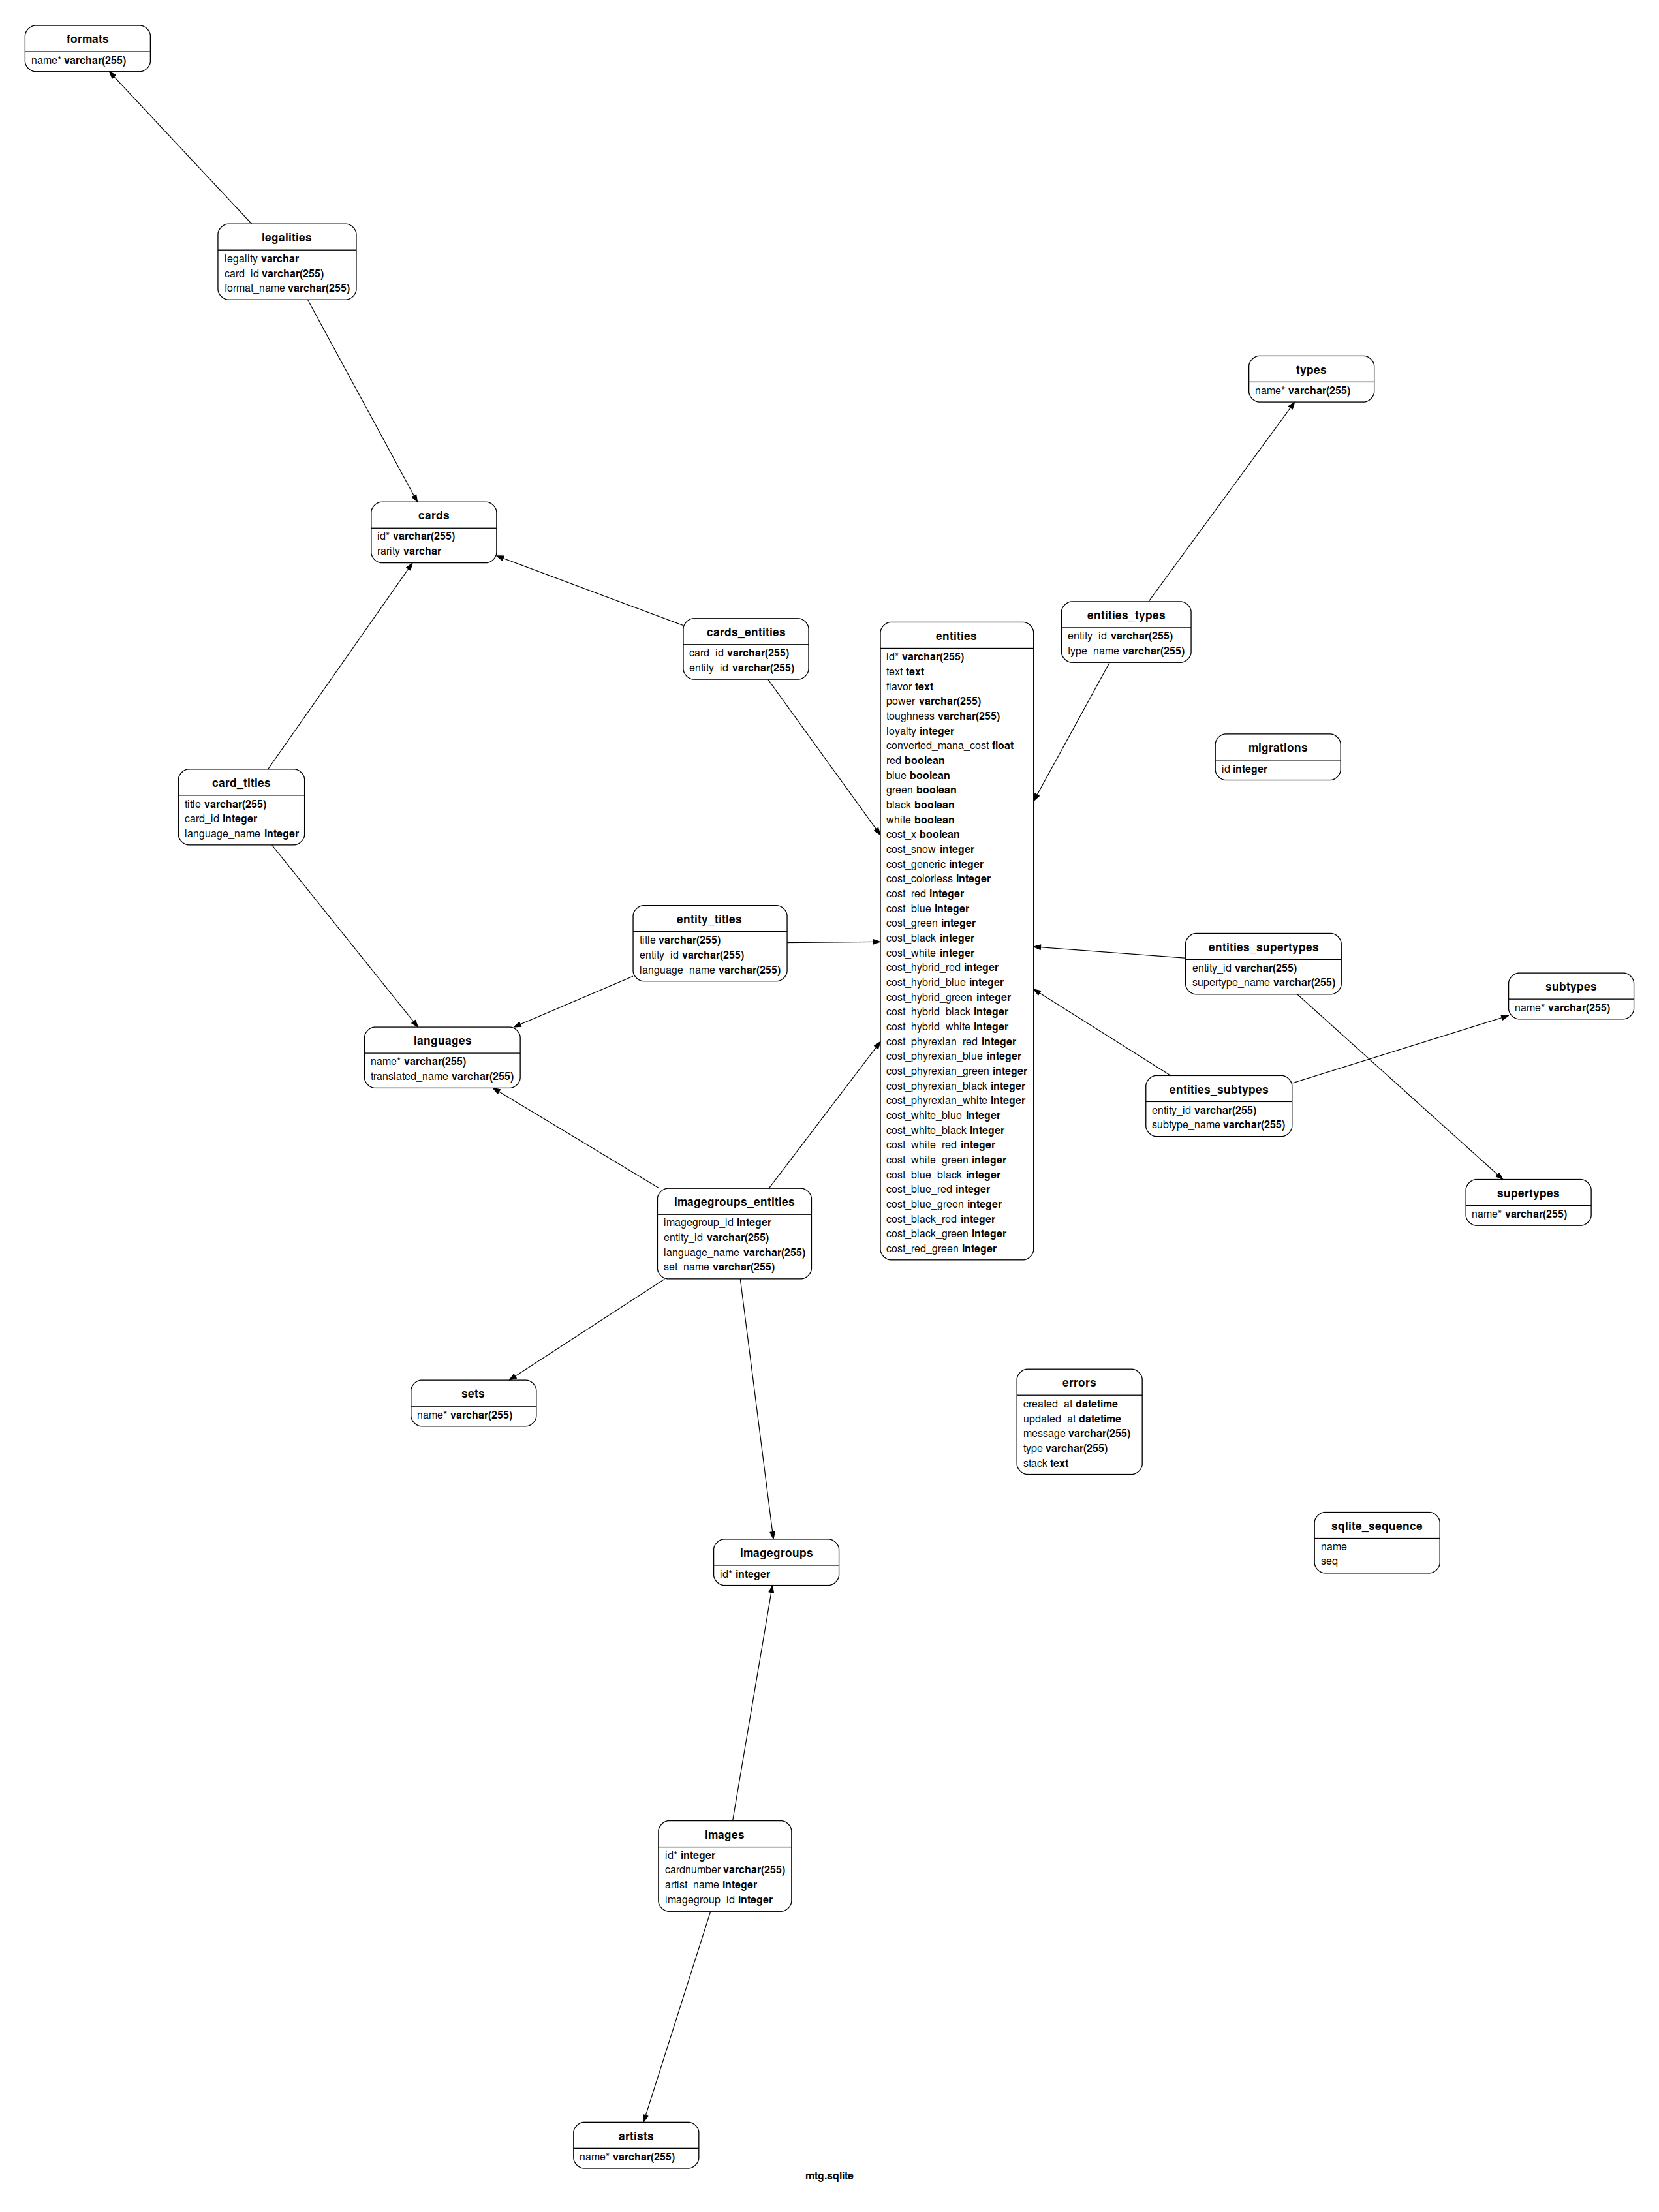 formats
name* varchar(255)
legalities
legality varchar
card_id varchar(255)
format_name varchar(255)
types
name* varchar(255)
cards
id* varchar(255)
rarity varchar
entities_types
entity_id varchar(255)
type_name varchar(255)
cards_entities
card_id varchar(255)
entity_id varchar(255)
entities
id* varchar(255)
text text
flavor text
power varchar(255)
toughness varchar(255)
loyalty integer
converted_mana_cost float
red boolean
blue boolean
green boolean
black boolean
white boolean
cost_x boolean
cost_snow integer
cost_generic integer
cost_colorless integer
cost_red integer
cost_blue integer
cost_green integer
cost_black integer
cost_white integer
cost_hybrid_red integer
cost_hybrid_blue integer
cost_hybrid_green integer
cost_hybrid_black integer
cost_hybrid_white integer
cost_phyrexian_red integer
cost_phyrexian_blue integer
cost_phyrexian_green integer
cost_phyrexian_black integer
cost_phyrexian_white integer
cost_white_blue integer
cost_white_black integer
cost_white_red integer
cost_white_green integer
cost_blue_black integer
cost_blue_red integer
cost_blue_green integer
cost_black_red integer
cost_black_green integer
cost_red_green integer
migrations
id integer
card_titles
title varchar(255)
card_id integer
language_name integer
entity_titles
title varchar(255)
entity_id varchar(255)
language_name varchar(255)
entities_supertypes
entity_id varchar(255)
supertype_name varchar(255)
subtypes
name* varchar(255)
languages
name* varchar(255)
translated_name varchar(255)
entities_subtypes
entity_id varchar(255)
subtype_name varchar(255)
supertypes
name* varchar(255)
imagegroups_entities
imagegroup_id integer
entity_id varchar(255)
language_name varchar(255)
set_name varchar(255)
sets
name* varchar(255)
errors
created_at datetime
updated_at datetime
message varchar(255)
type varchar(255)
stack text
sqlite_sequence
name
seq
imagegroups
id* integer
images
id* integer
cardnumber varchar(255)
artist_name integer
imagegroup_id integer
artists
name* varchar(255)
mtg.sqlite